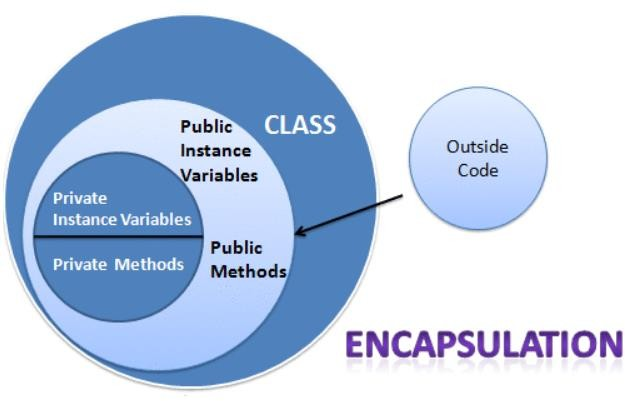 Public
Instance
Variables
CLASS
Private
Instance Variables
Private Methods
Public
Methods
Outside
Code
ENCAPSULATION